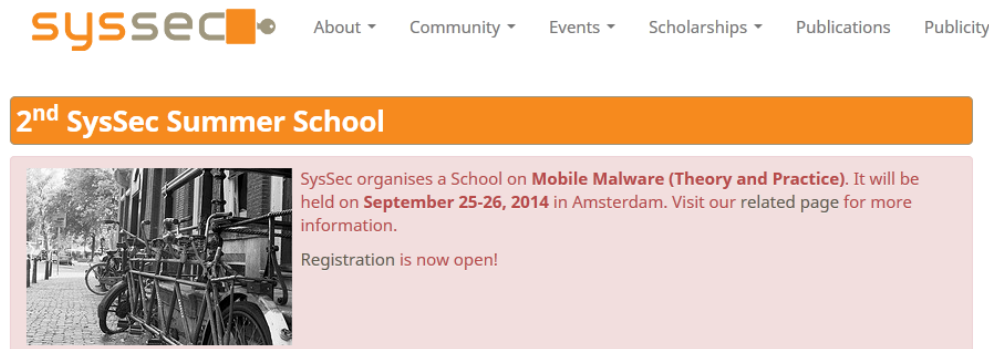 syssec
About Community Events Scholarships Publications Publicity
2nd SysSec Summer School
SysSec organises a School on Mobile Malware (Theory and Practice). It will be
held on September 25-26, 2014 in Amsterdam. Visit our related page for more
information.
Registration is now open!